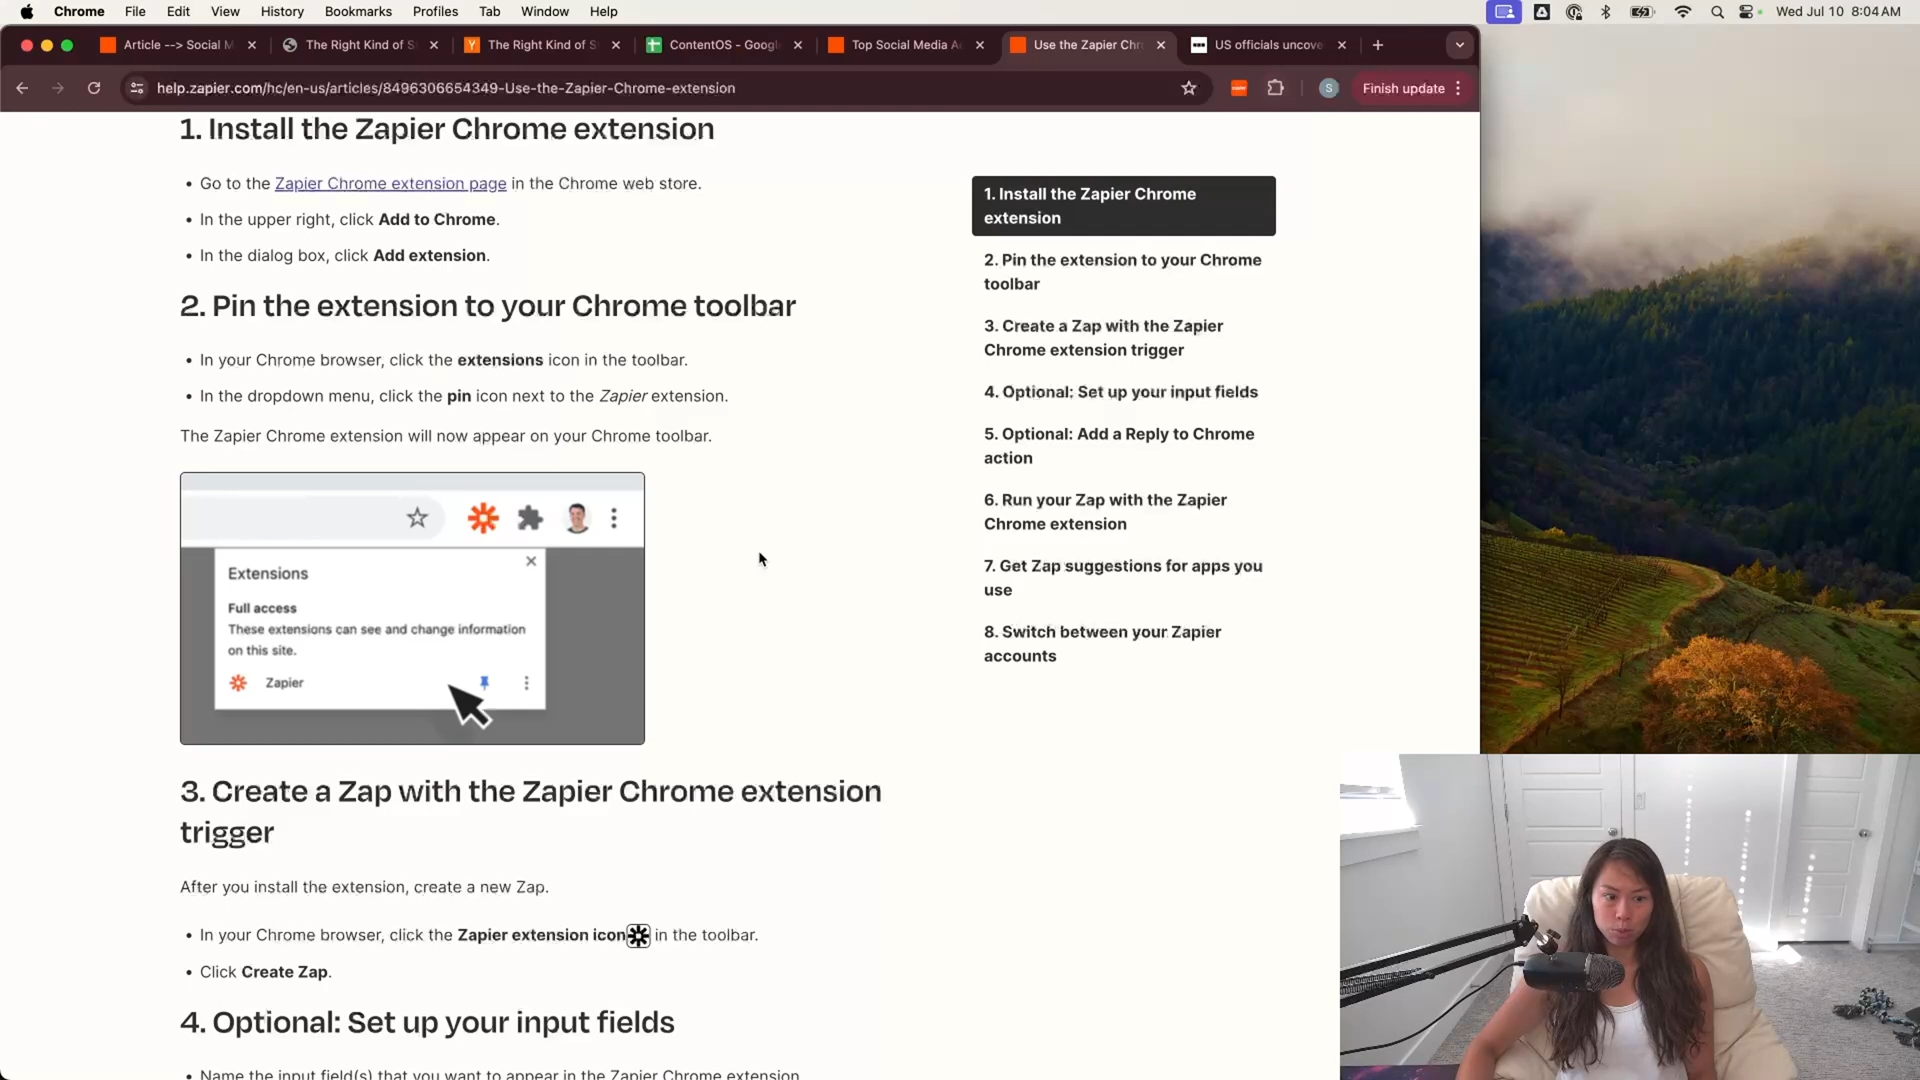 Chrome File Edit View History Bookmarks Profiles Tab Window Help Wed Jul 10 8:04 AM
Article --> Social M The Right Kind of S The Right Kind of S ContentOS - Googl Top Social Media A Use the Zapier Chr US officials uncove
help.zapier.com/hc/en-us/articles/8496306654349-Use-the-Zapier-Chrome-extension S Finish update
1. Install the Zapier Chrome extension
• Go to the Zapier Chrome extension page in the Chrome web store.
• In the upper right, click Add to Chrome.
• In the dialog box, click Add extension.
2. Pin the extension to your Chrome toolbar
• In your Chrome browser, click the extensions icon in the toolbar.
• In the dropdown menu, click the pin icon next to the Zapier extension.
The Zapier Chrome extension will now appear on your Chrome toolbar.
Extensions
Full access
These extensions can see and change information
on this site.
Zapier
3. Create a Zap with the Zapier Chrome extension
trigger
After you install the extension, create a new Zap.
• In your Chrome browser, click the Zapier extension icon in the toolbar.
• Click Create Zap.
4. Optional: Set up your input fields
• Name the input field(s) that you want to appear in the Zapier Chrome extension
1. Install the Zapier Chrome
extension
2. Pin the extension to your Chrome
toolbar
3. Create a Zap with the Zapier
Chrome extension trigger
4. Optional: Set up your input fields
5. Optional: Add a Reply to Chrome
action
6. Run your Zap with the Zapier
Chrome extension
7. Get Zap suggestions for apps you
use
8. Switch between your Zapier
accounts